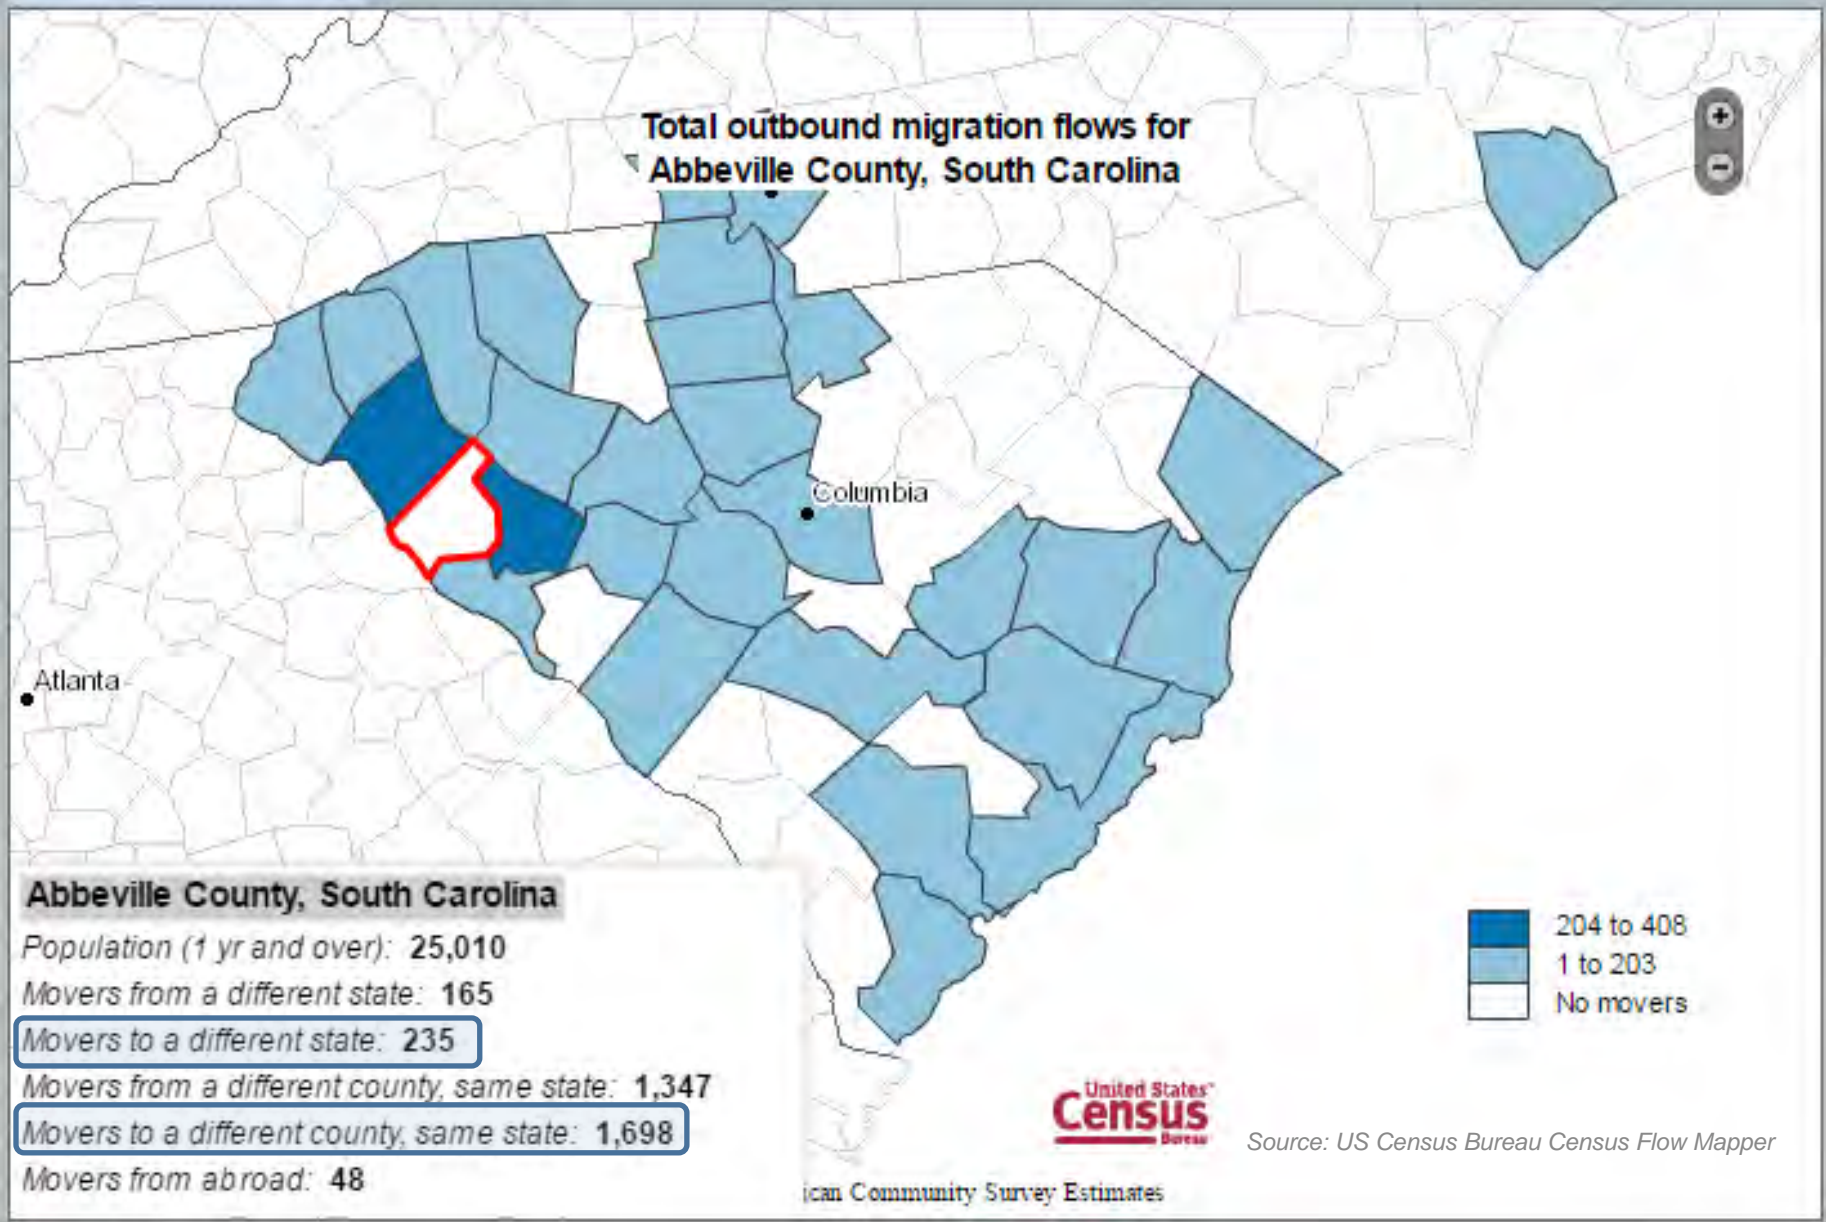 Total outbound migration flows for
Abbeville County, South Carolina
+
−
Columbia
Atlanta
Abbeville County, South Carolina
Population (1 yr and over): 25,010
Movers from a different state: 165
Movers to a different state: 235
Movers from a different county, same state: 1,347
Movers to a different county, same state: 1,698
Movers from abroad: 48
204 to 408
1 to 203
No movers
United States™
Census
Bureau
Source: US Census Bureau Census Flow Mapper
ican Community Survey Estimates